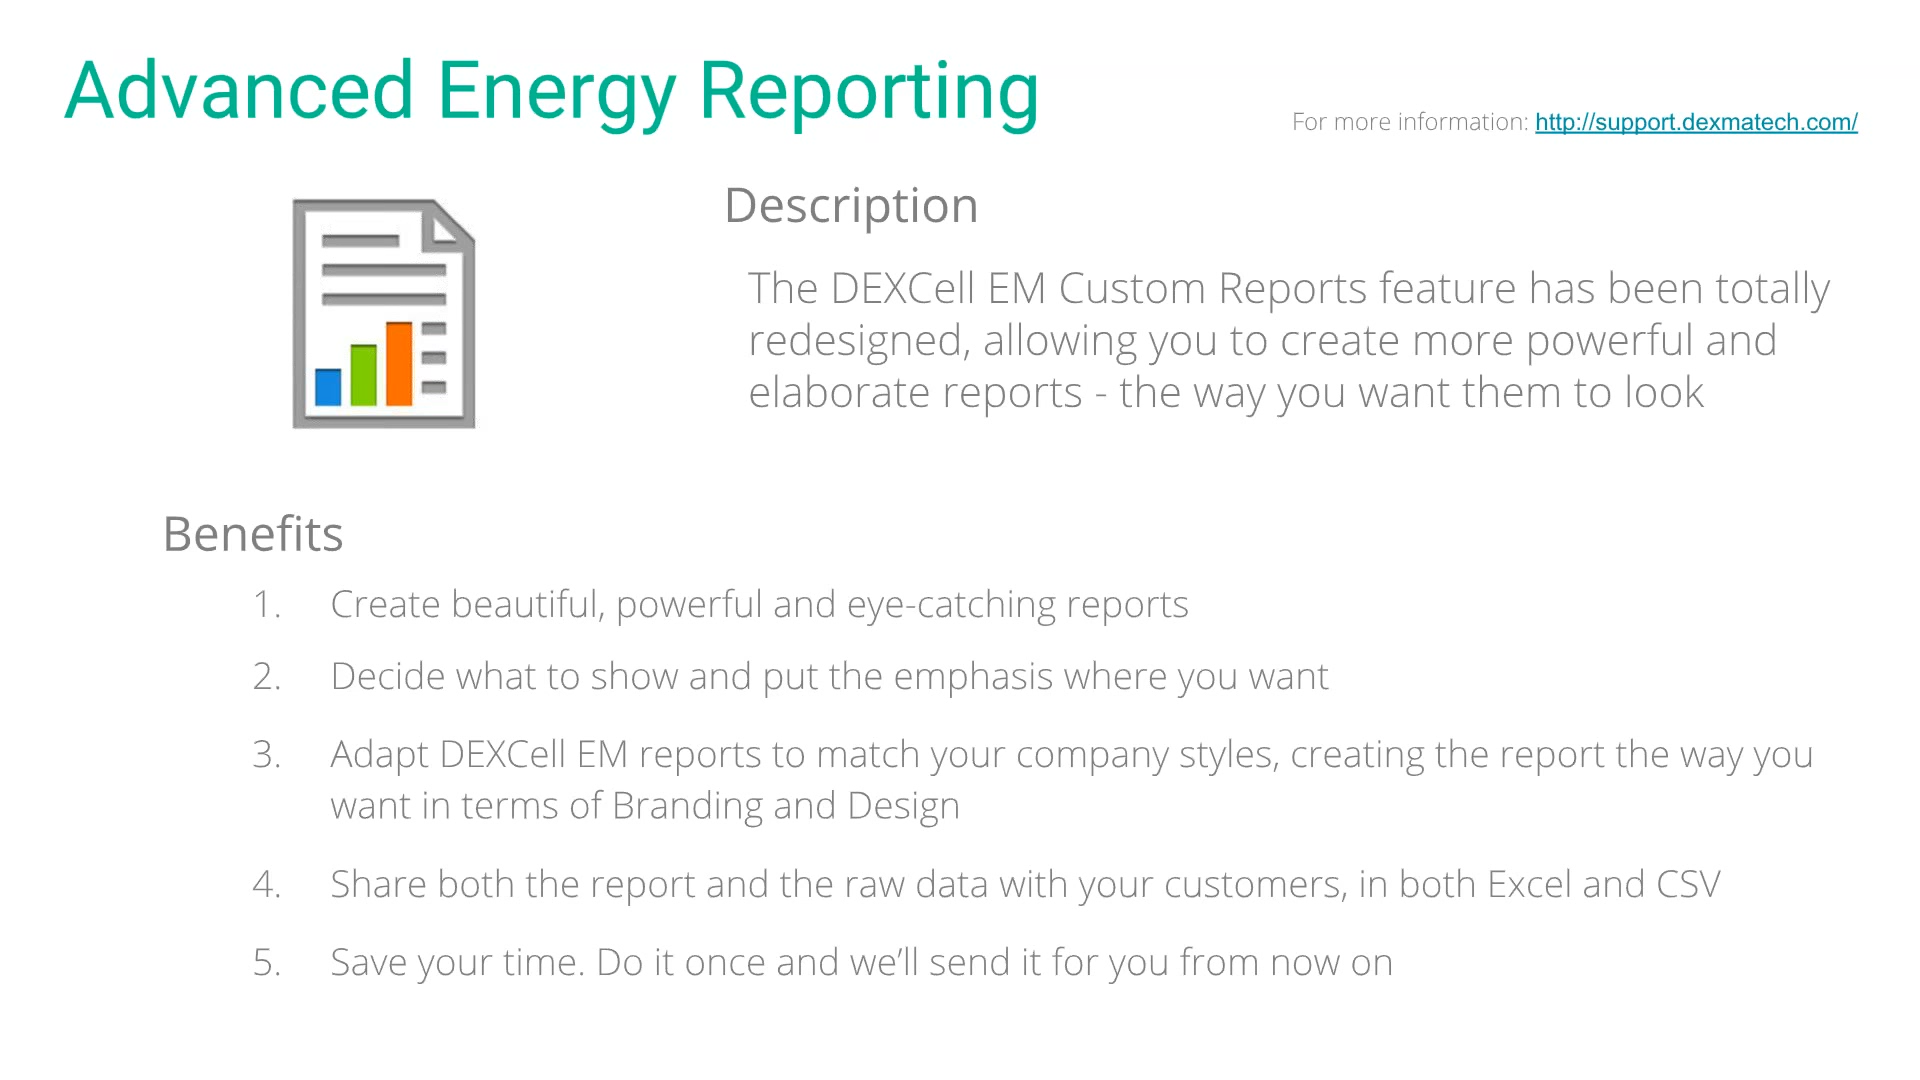 Advanced Energy Reporting
For more information: http://support.dexmatech.com/
Description
The DEXCell EM Custom Reports feature has been totally
redesigned, allowing you to create more powerful and
elaborate reports - the way you want them to look
Benefits
1. Create beautiful, powerful and eye-catching reports
2. Decide what to show and put the emphasis where you want
3. Adapt DEXCell EM reports to match your company styles, creating the report the way you
want in terms of Branding and Design
4. Share both the report and the raw data with your customers, in both Excel and CSV
5. Save your time. Do it once and we’ll send it for you from now on